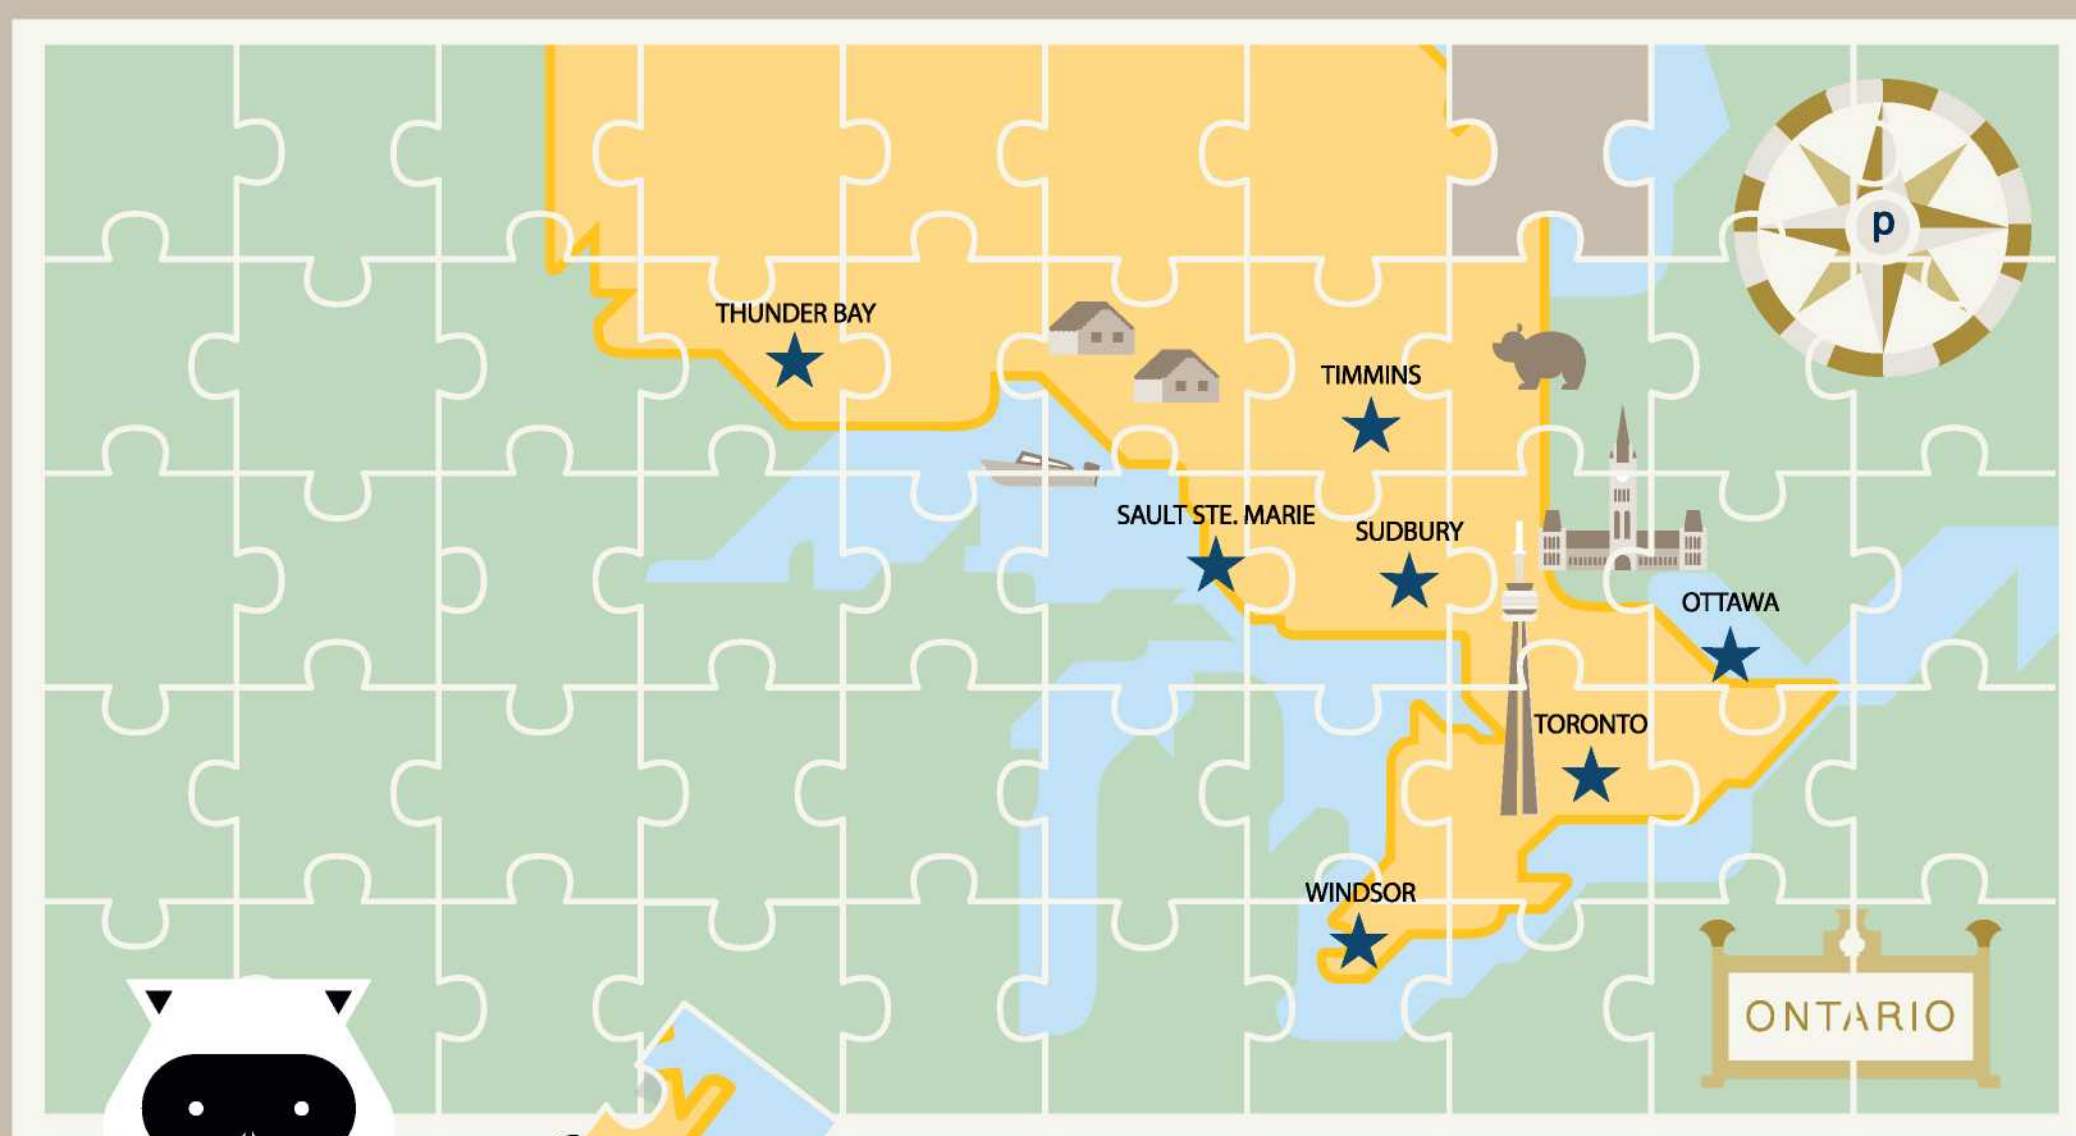 p
THUNDER BAY
TIMMINS
SAULT STE. MARIE
SUDBURY
OTTAWA
TORONTO
WINDSOR
ONTARIO